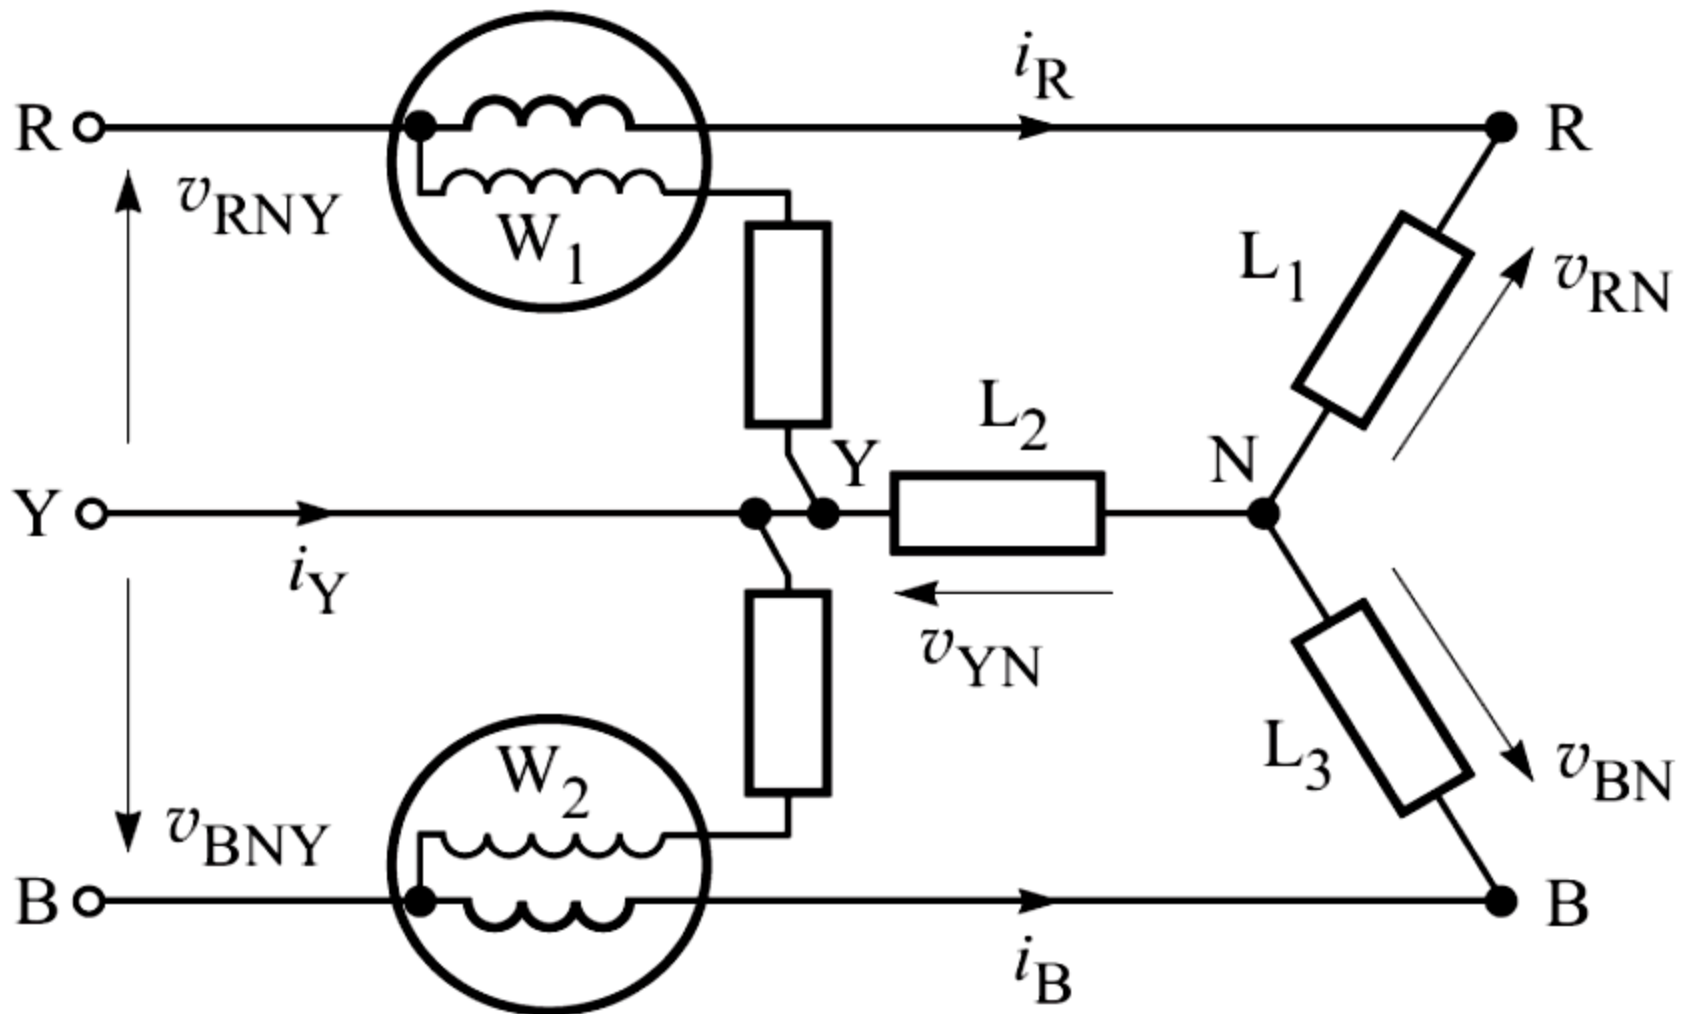 i_R
R
R
v_RNY
W_1
L_1
v_RN
L_2
Y
N
Y
i_Y
v_YN
W_2
L_3
v_BN
v_BNY
B
B
i_B